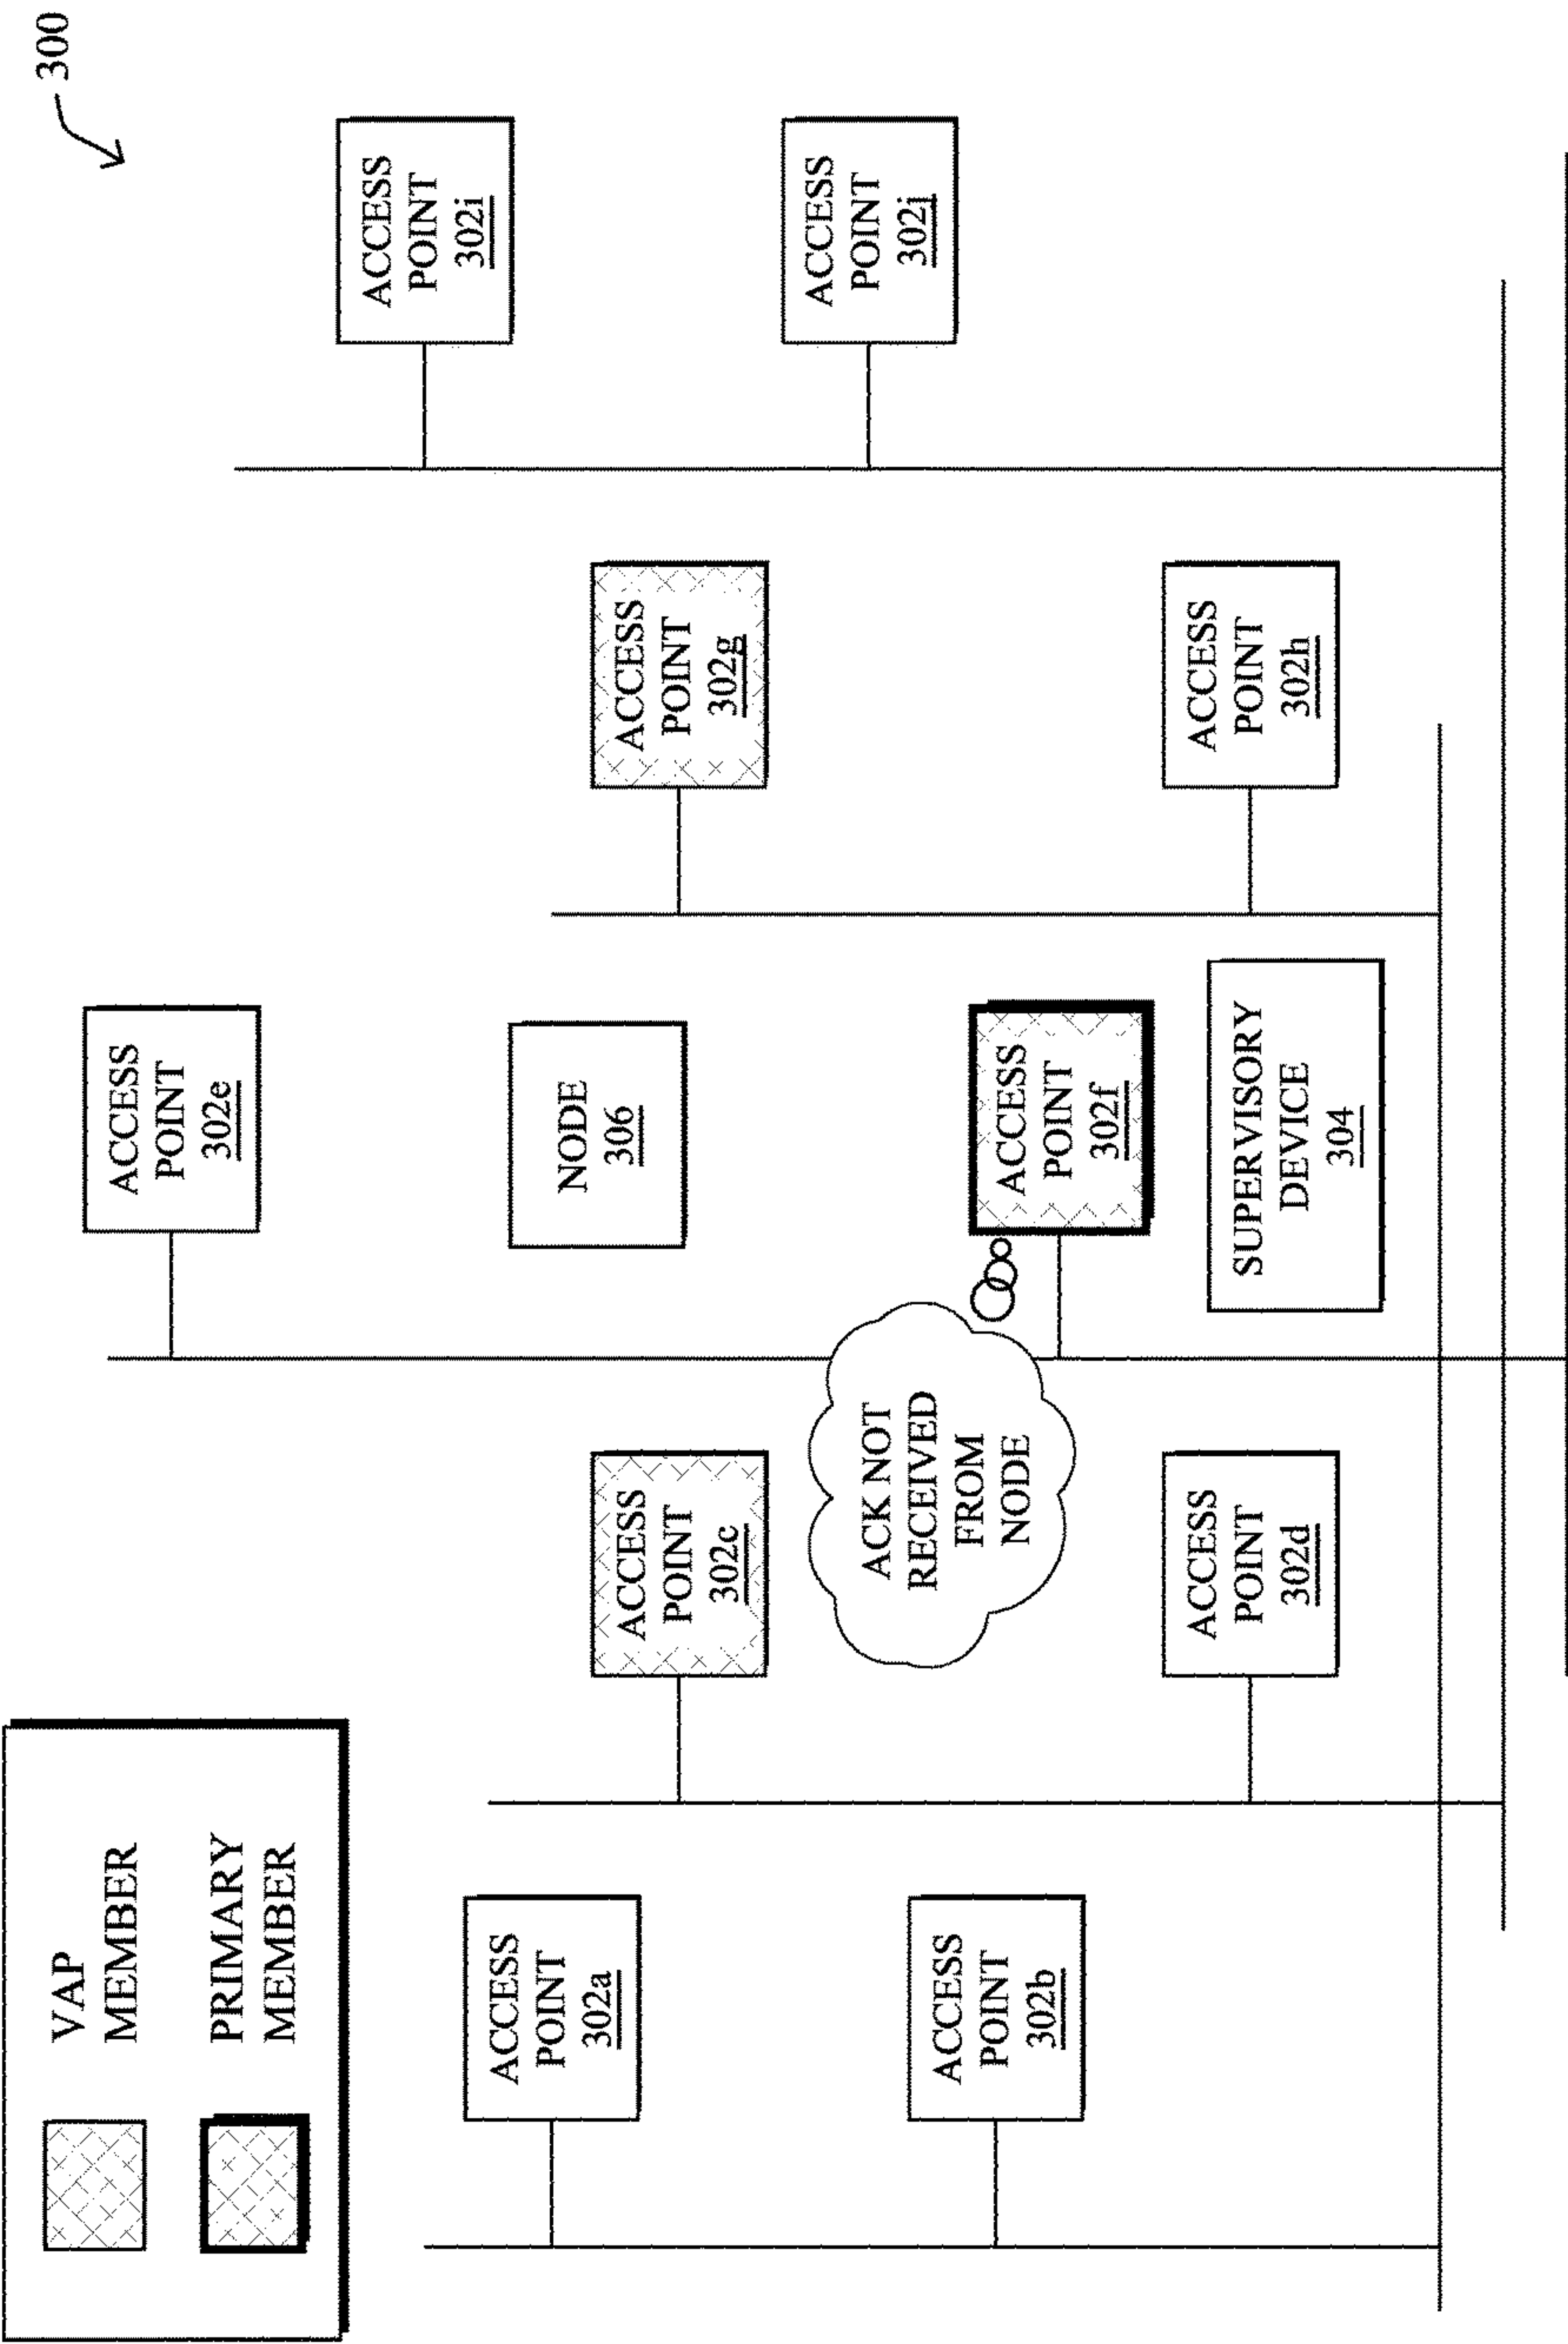 300
VAP
MEMBER
PRIMARY
MEMBER
ACCESS
POINT
302e
ACCESS
POINT
302i
NODE
306
ACCESS
POINT
302a
ACCESS
POINT
302c
ACCESS
POINT
302g
ACCESS
POINT
302j
ACK NOT
RECEIVED
FROM
NODE
ACCESS
POINT
302b
ACCESS
POINT
302f
ACCESS
POINT
302d
SUPERVISORY
DEVICE
304
ACCESS
POINT
302h